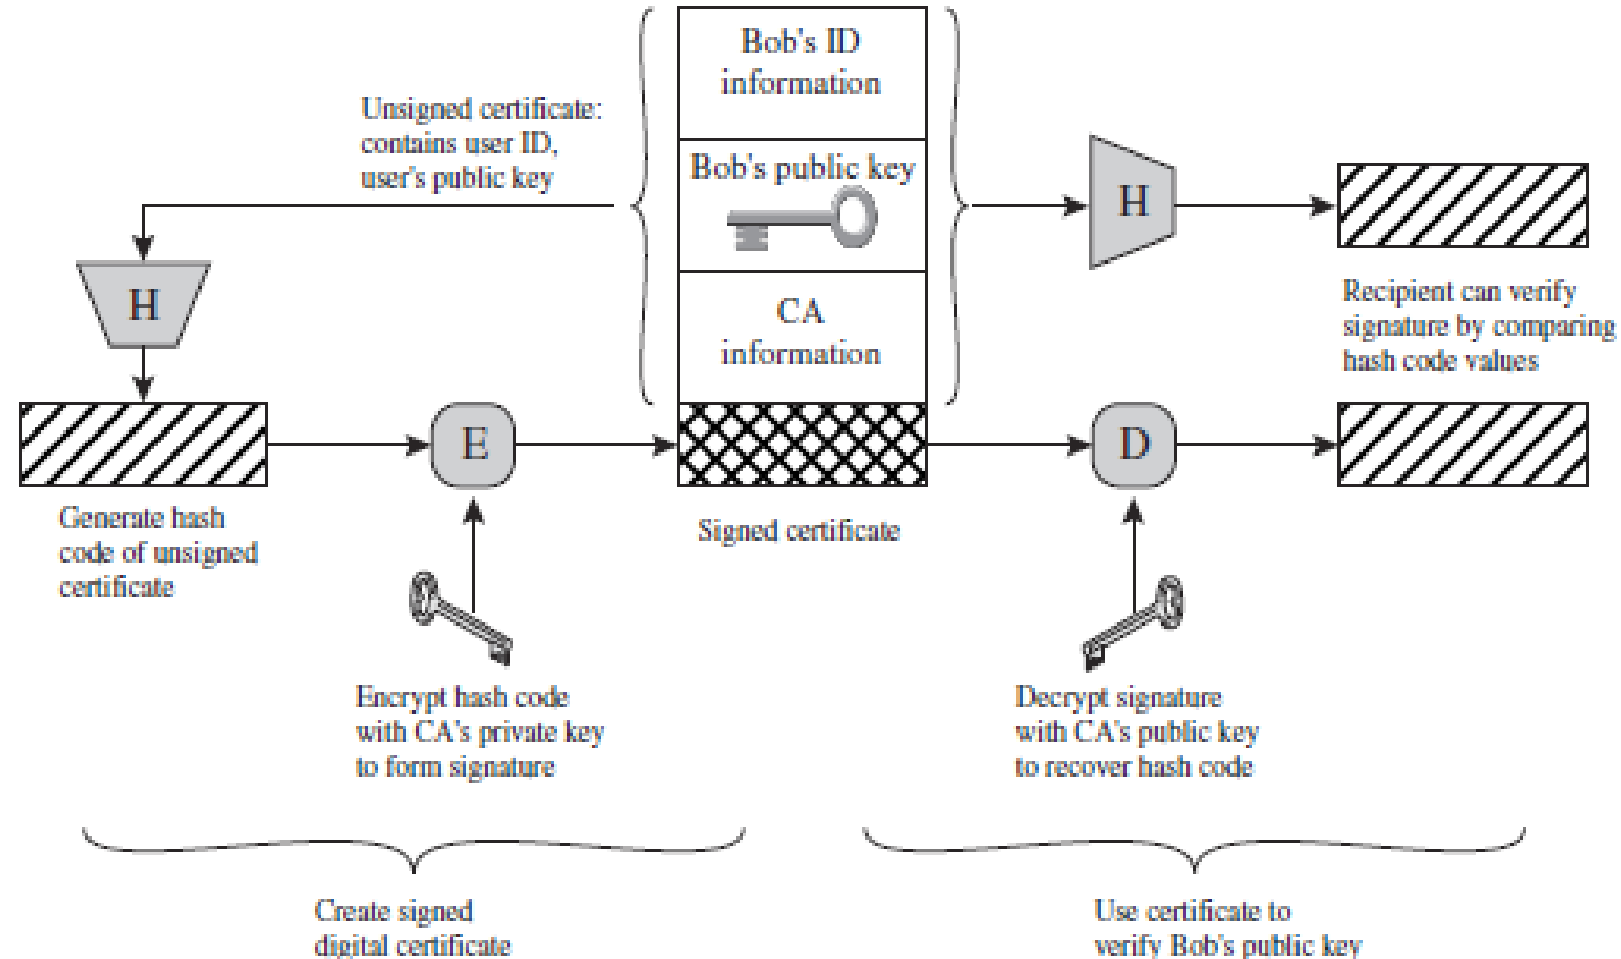 Bob's ID
information
Unsigned certificate:
contains user ID,
user's public key
Bob's public key
H
H
CA
information
Recipient can verify
signature by comparing
hash code values
E
D
Generate hash
code of unsigned
certificate
Signed certificate
Encrypt hash code
with CA's private key
to form signature
Decrypt signature
with CA's public key
to recover hash code
Create signed
digital certificate
Use certificate to
verify Bob's public key